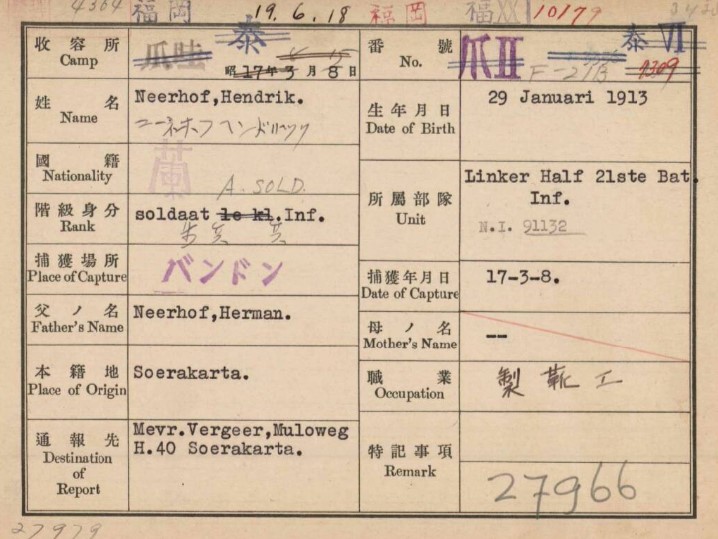 4364 福岡 19.6.18 福岡 福XX 10179
收容所
Camp
爪哇 泰
昭17年3月8日
番號
No.
爪II F-2713 泰VI
7309
姓名
Name
Neerhof,Hendrik.
ニーネホフ ヘンドリック
生年月日
Date of Birth
29 Januari 1913
國籍
Nationality
蘭
A. SOLD.
階級身分
Rank
soldaat le kl.Inf.
所屬部隊
Unit
Linker Half 21ste Bat.
Inf.
N.I. 91132
捕獲場所
Place of Capture
バンドン
捕獲年月日
Date of Capture
17-3-8.
父ノ名
Father's Name
Neerhof,Herman.
母ノ名
Mother's Name
--
本籍地
Place of Origin
Soerakarta.
職業
Occupation
製靴工
通報先
Destination
of
Report
Mevr.Vergeer,Muloweg
H.40 Soerakarta.
特記事項
Remark
27966
27979